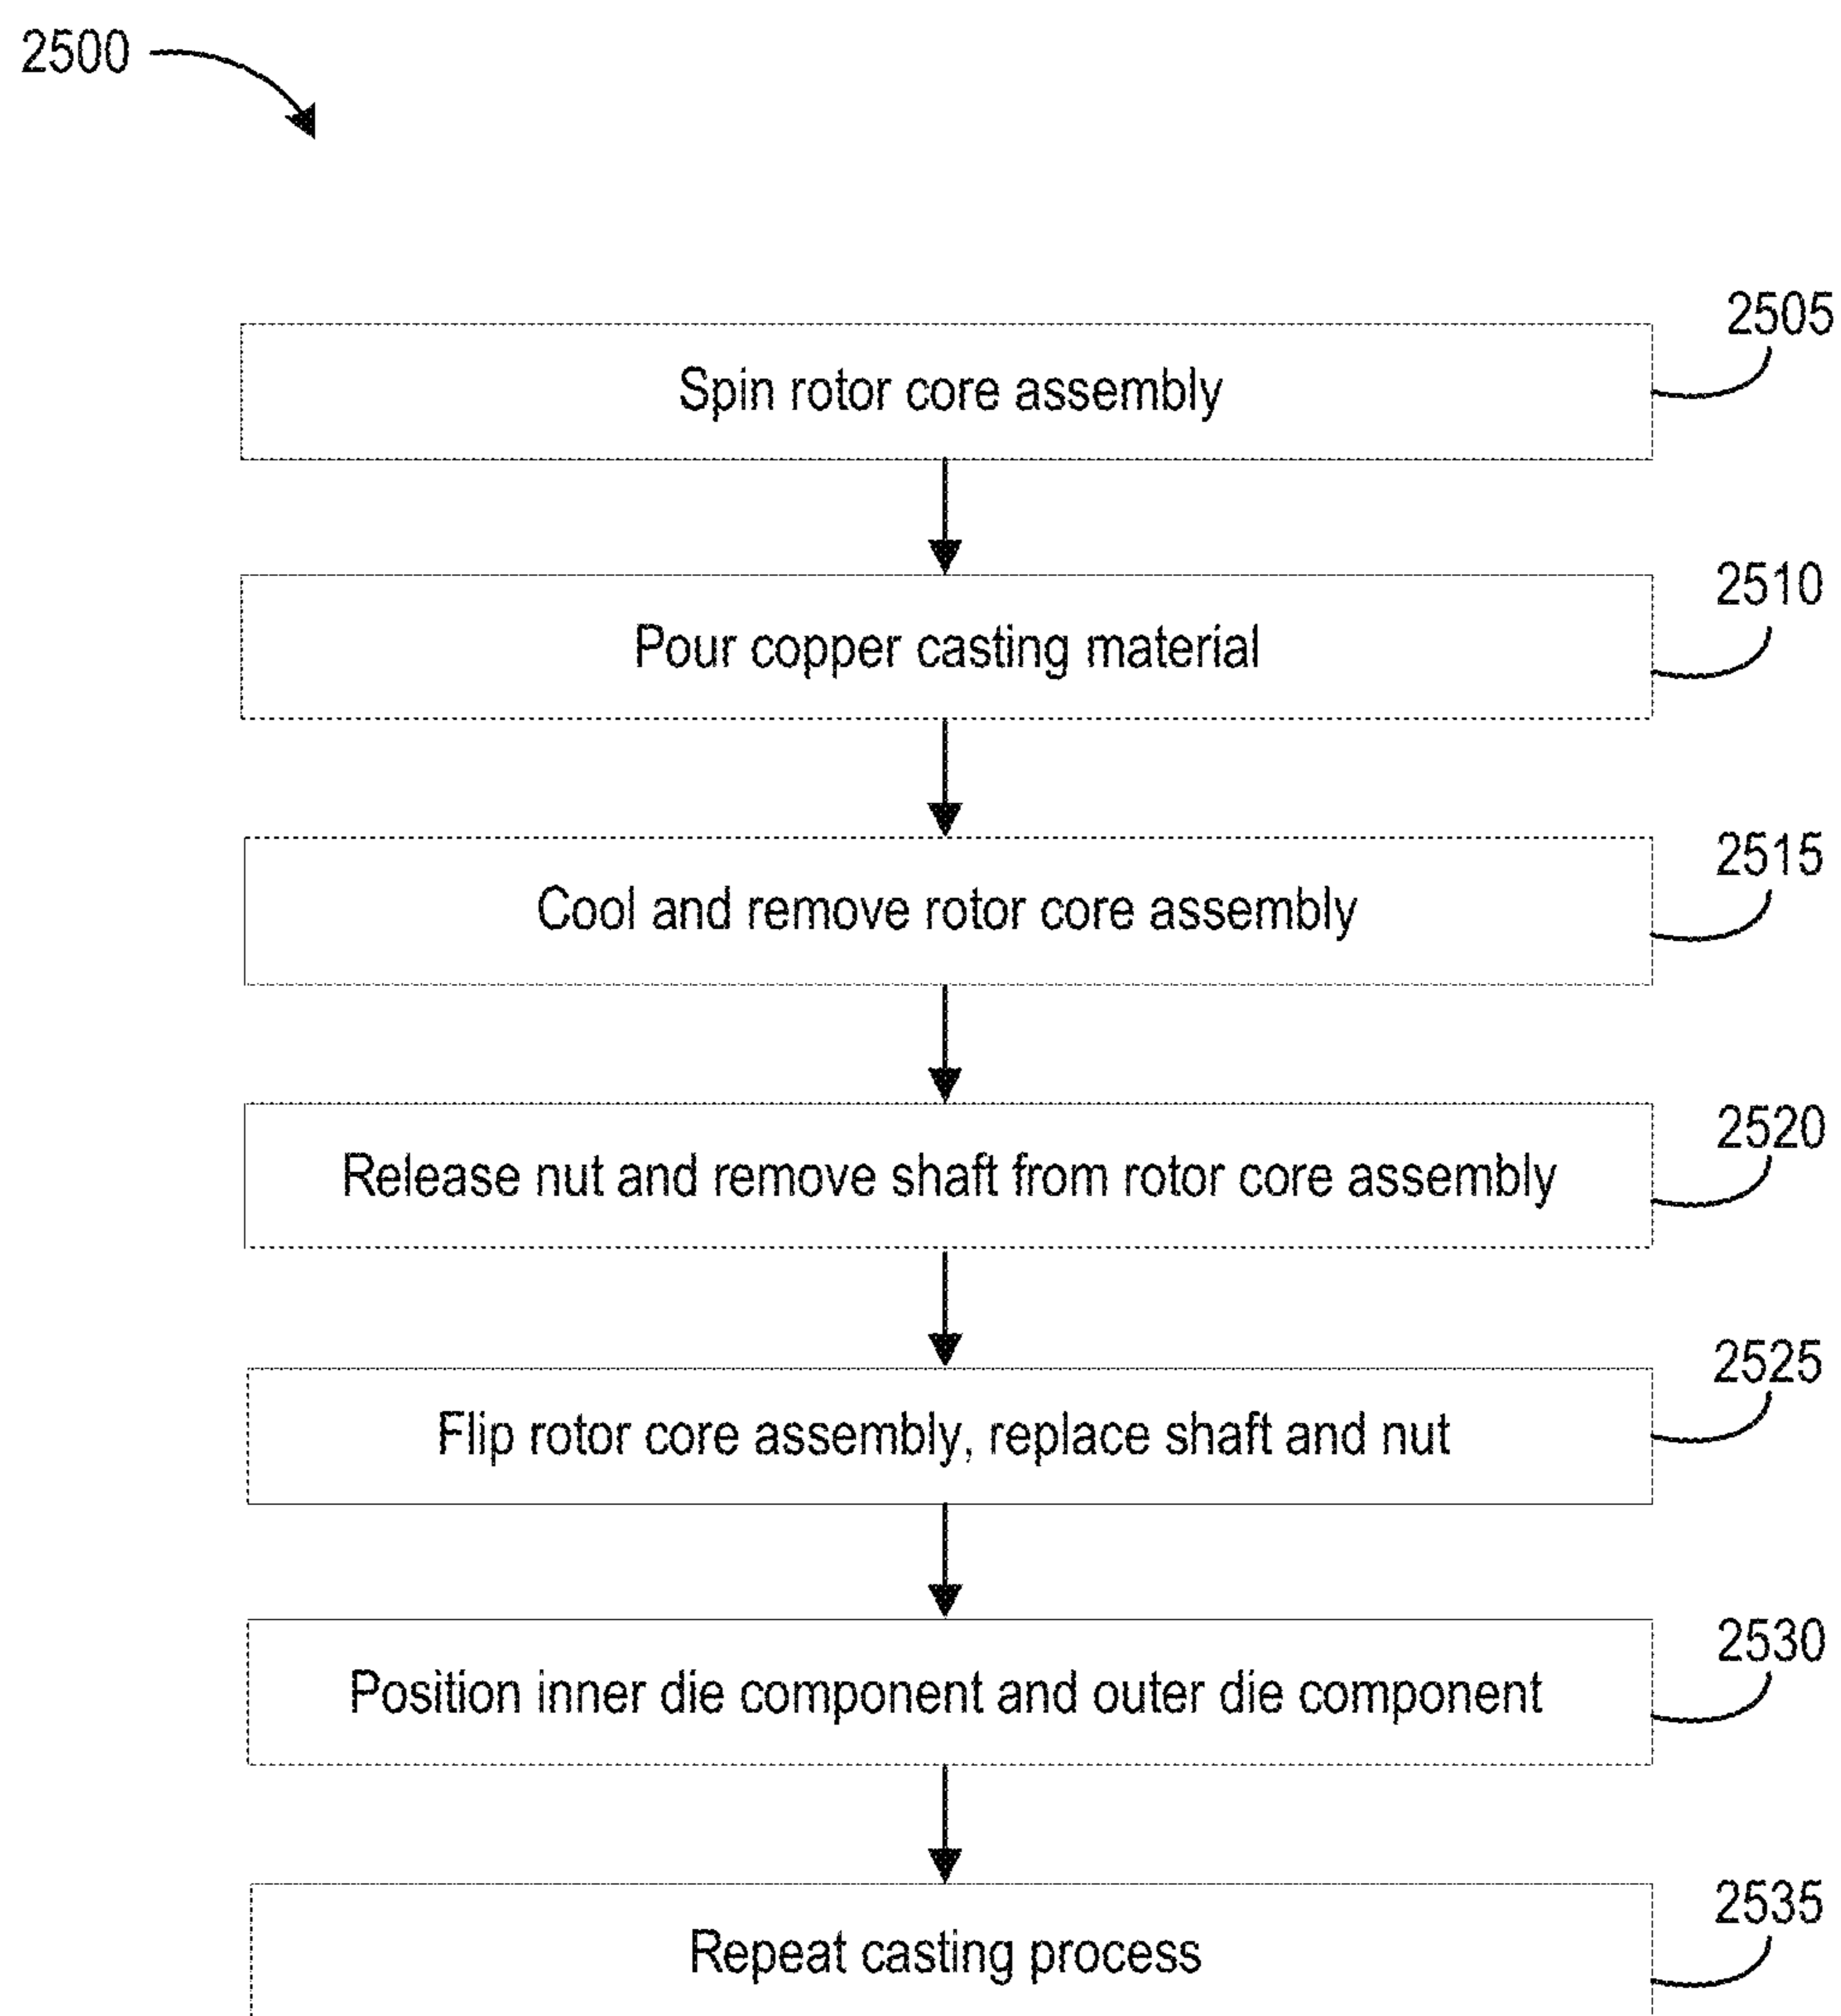 2500
2505
Spin rotor core assembly
2510
Pour copper casting material
2515
Cool and remove rotor core assembly
2520
Release nut and remove shaft from rotor core assembly
2525
Flip rotor core assembly, replace shaft and nut
2530
Position inner die component and outer die component
2535
Repeat casting process